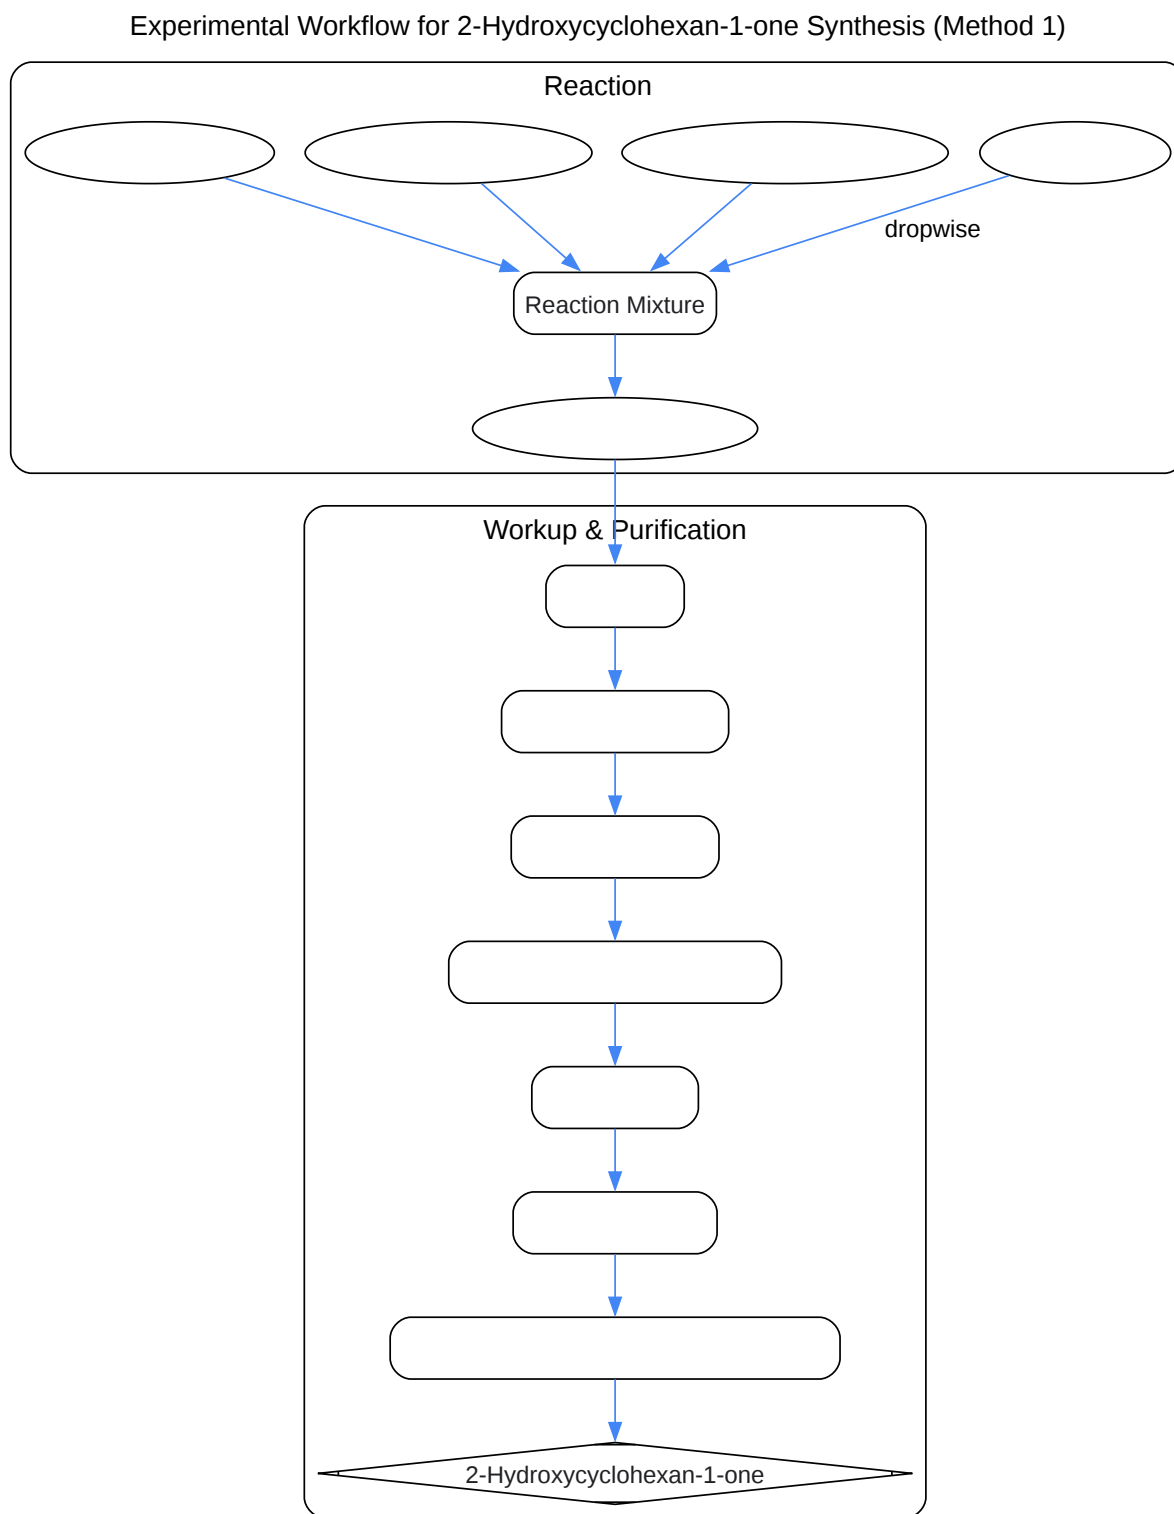 Experimental Workflow for 2-Hydroxycyclohexan-1-one Synthesis (Method 1)
Reaction
dropwise
Reaction Mixture
Workup & Purification
2-Hydroxycyclohexan-1-one